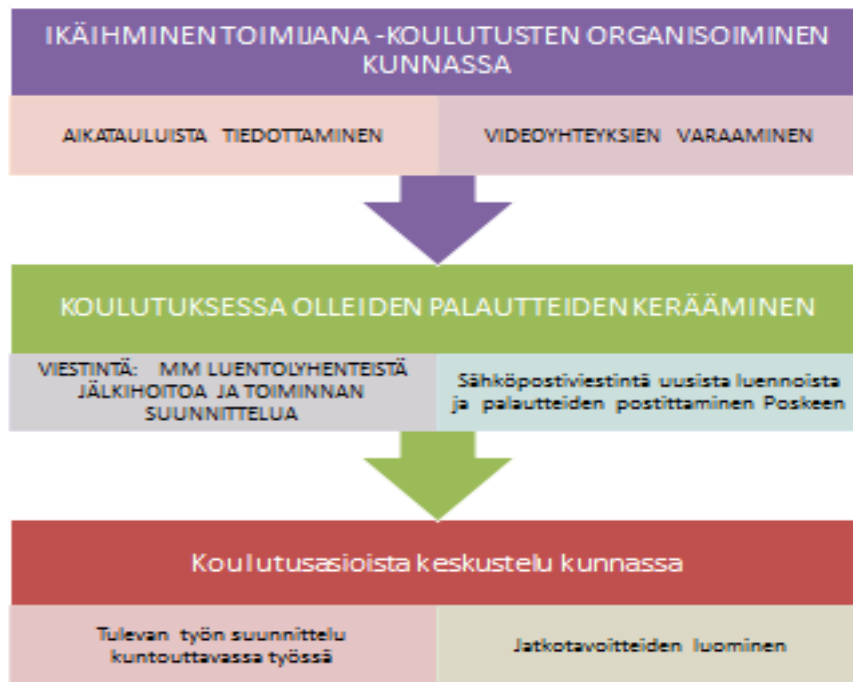 IKÄIHMINEN TOIMIJANA -KOULUTUSTEN ORGANISOIMINEN
KUNNASSA
AIKATAULUISTA TIEDOTTAMINEN
VIDEOYHTEYKSIEN VARAAMINEN
KOULUTUKSESSA OLLEIDEN PALAUTTEIDEN KERÄÄMINEN
VIESTINTÄ: MM LUENTOLYHENTEISTÄ
JÄLKIHOITOA JA TOIMINNAN
SUUNNITTELUA
Sähköpostiviestintä uusista luennoista
ja palautteiden postittaminen Poskeen
Koulutusasioista keskustelu kunnassa
Tulevan työn suunnittelu
kuntouttavassa työssä
Jatkotavoitteiden luominen